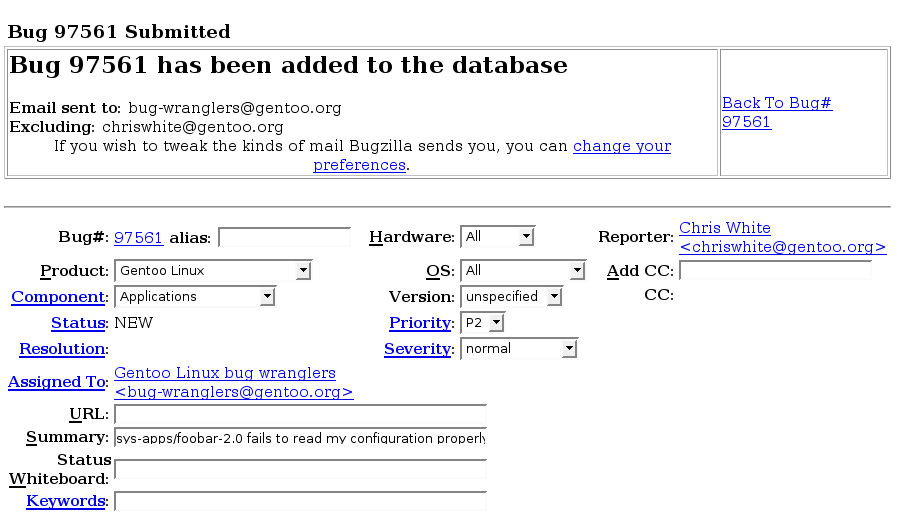 Bug 97561 Submitted
Bug 97561 has been added to the database
Email sent to: bug-wranglers@gentoo.org
Excluding: chriswhite@gentoo.org
If you wish to tweak the kinds of mail Bugzilla sends you, you can change your
preferences.
Back To Bug#
97561
Bug#: 97561 alias: Hardware: All Reporter: Chris White
<chriswhite@gentoo.org>
Product: Gentoo Linux OS: All Add CC:
Component: Applications Version: unspecified CC:
Status: NEW Priority: P2
Resolution: Severity: normal
Assigned To: Gentoo Linux bug wranglers
<bug-wranglers@gentoo.org>
URL:
Summary: sys-apps/foobar-2.0 fails to read my configuration properly
Status
Whiteboard:
Keywords: